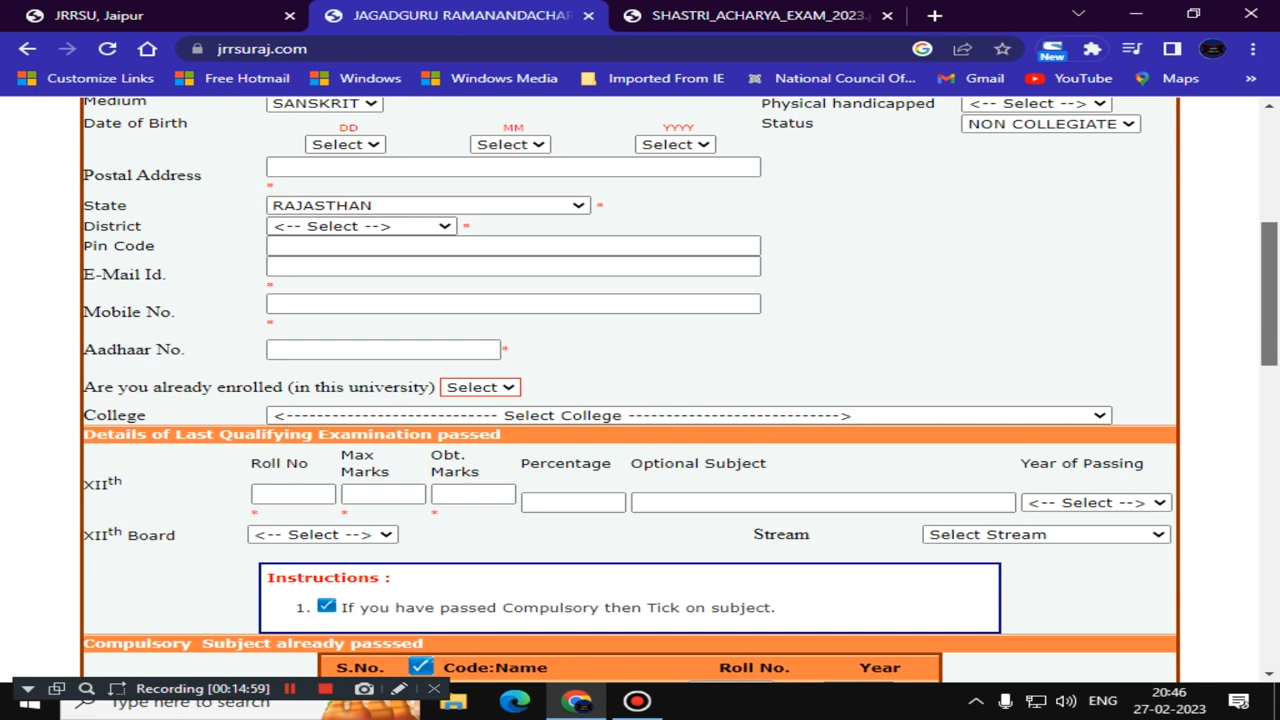 JRRSU, Jaipur
JAGADGURU RAMANANDACHAR
SHASTRI_ACHARYA_EXAM_2023.
jrrsuraj.com
New
Customize Links
Free Hotmail
Windows
Windows Media
Imported From IE
National Council Of...
Gmail
YouTube
Maps
»
Medium SANSKRIT Physical handicapped <-- Select -->
Date of Birth DD MM YYYY Status NON COLLEGIATE
Select Select Select
Postal Address
*
State RAJASTHAN *
District <-- Select --> *
Pin Code
E-Mail Id.
*
Mobile No.
*
Aadhaar No. *
Are you already enrolled (in this university) Select
College <--------------------------- Select College --------------------------->
Details of Last Qualifying Examination passed
Roll No Max Marks Obt. Marks Percentage Optional Subject Year of Passing
XIIth <-- Select -->
* * *
XIIth Board <-- Select --> Stream Select Stream
Instructions :
1. If you have passed Compulsory then Tick on subject.
Compulsory Subject already passsed
S.No. Code:Name Roll No. Year
Recording [00:14:59]
Type here to search
ENG
20:46
27-02-2023